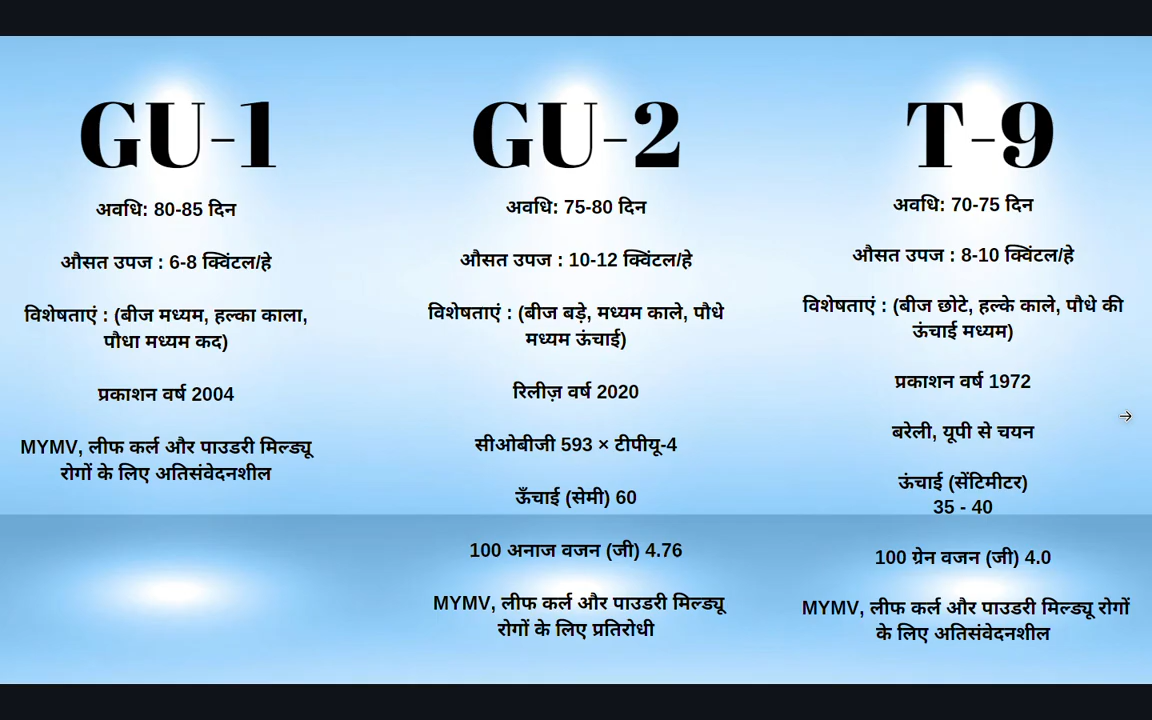 GU-1
अवधि: 80-85 दिन
औसत उपज : 6-8 क्विंटल/हे
विशेषताएं : (बीज मध्यम, हल्का काला,
पौधा मध्यम कद)
प्रकाशन वर्ष 2004
MYMV, लीफ कर्ल और पाउडरी मिल्ड्यू
रोगों के लिए अतिसंवेदनशील
GU-2
अवधि: 75-80 दिन
औसत उपज : 10-12 क्विंटल/हे
विशेषताएं : (बीज बड़े, मध्यम काले, पौधे
मध्यम ऊंचाई)
रिलीज़ वर्ष 2020
सीओबीजी 593 × टीपीयू-4
ऊँचाई (सेमी) 60
100 अनाज वजन (जी) 4.76
MYMV, लीफ कर्ल और पाउडरी मिल्ड्यू
रोगों के लिए प्रतिरोधी
T-9
अवधि: 70-75 दिन
औसत उपज : 8-10 क्विंटल/हे
विशेषताएं : (बीज छोटे, हल्के काले, पौधे की
ऊंचाई मध्यम)
प्रकाशन वर्ष 1972
बरेली, यूपी से चयन
ऊंचाई (सेंटिमीटर)
35 - 40
100 ग्रेन वजन (जी) 4.0
MYMV, लीफ कर्ल और पाउडरी मिल्ड्यू रोगों
के लिए अतिसंवेदनशील